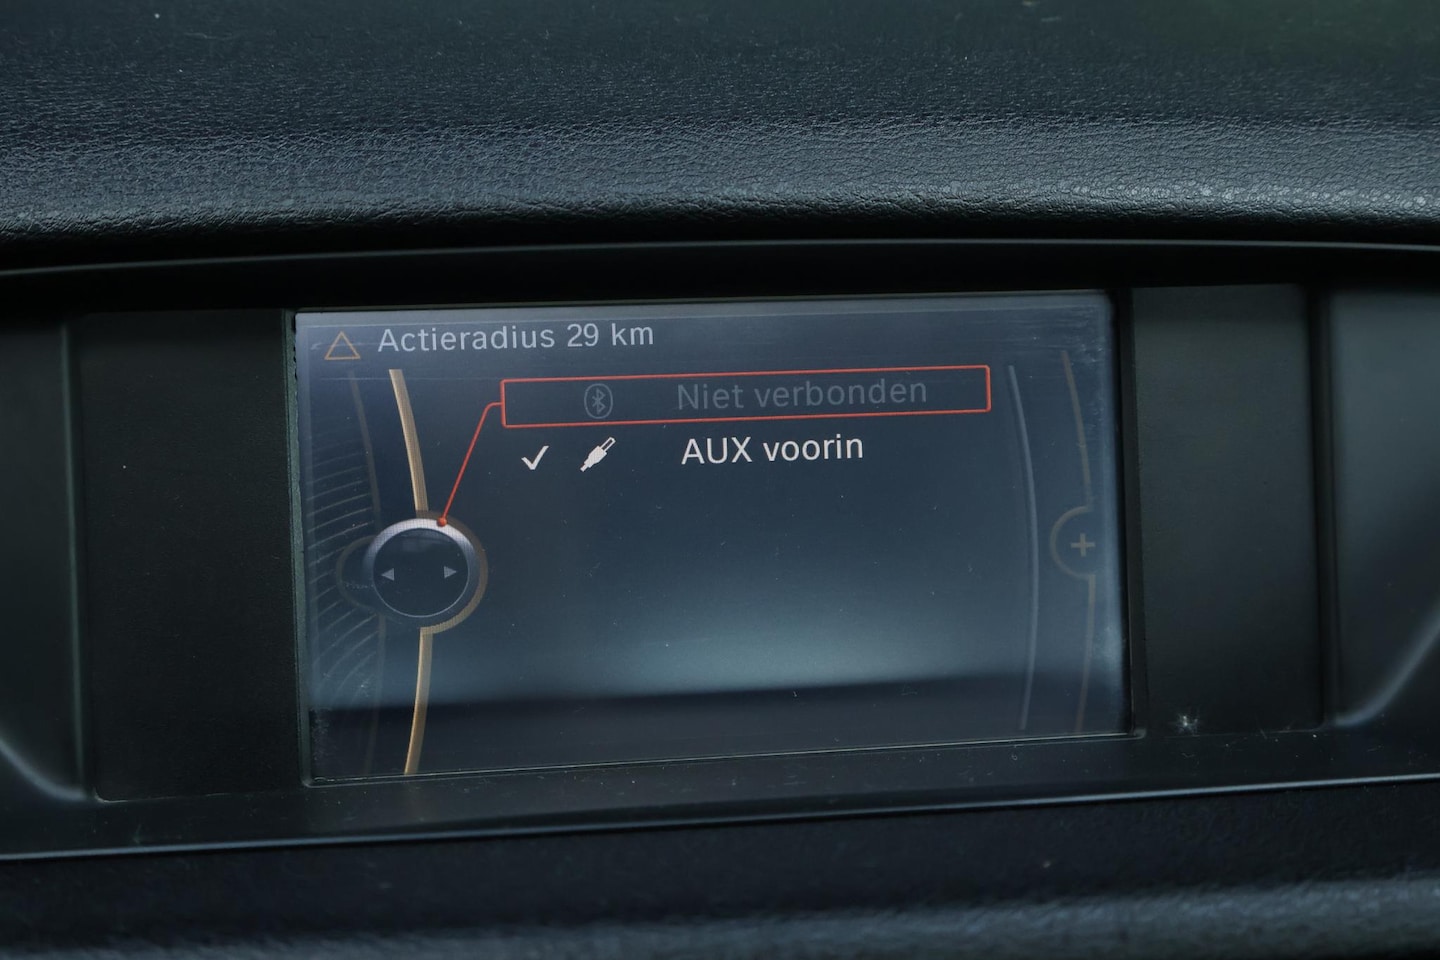 Actieradius 29 km
Niet verbonden
AUX voorin